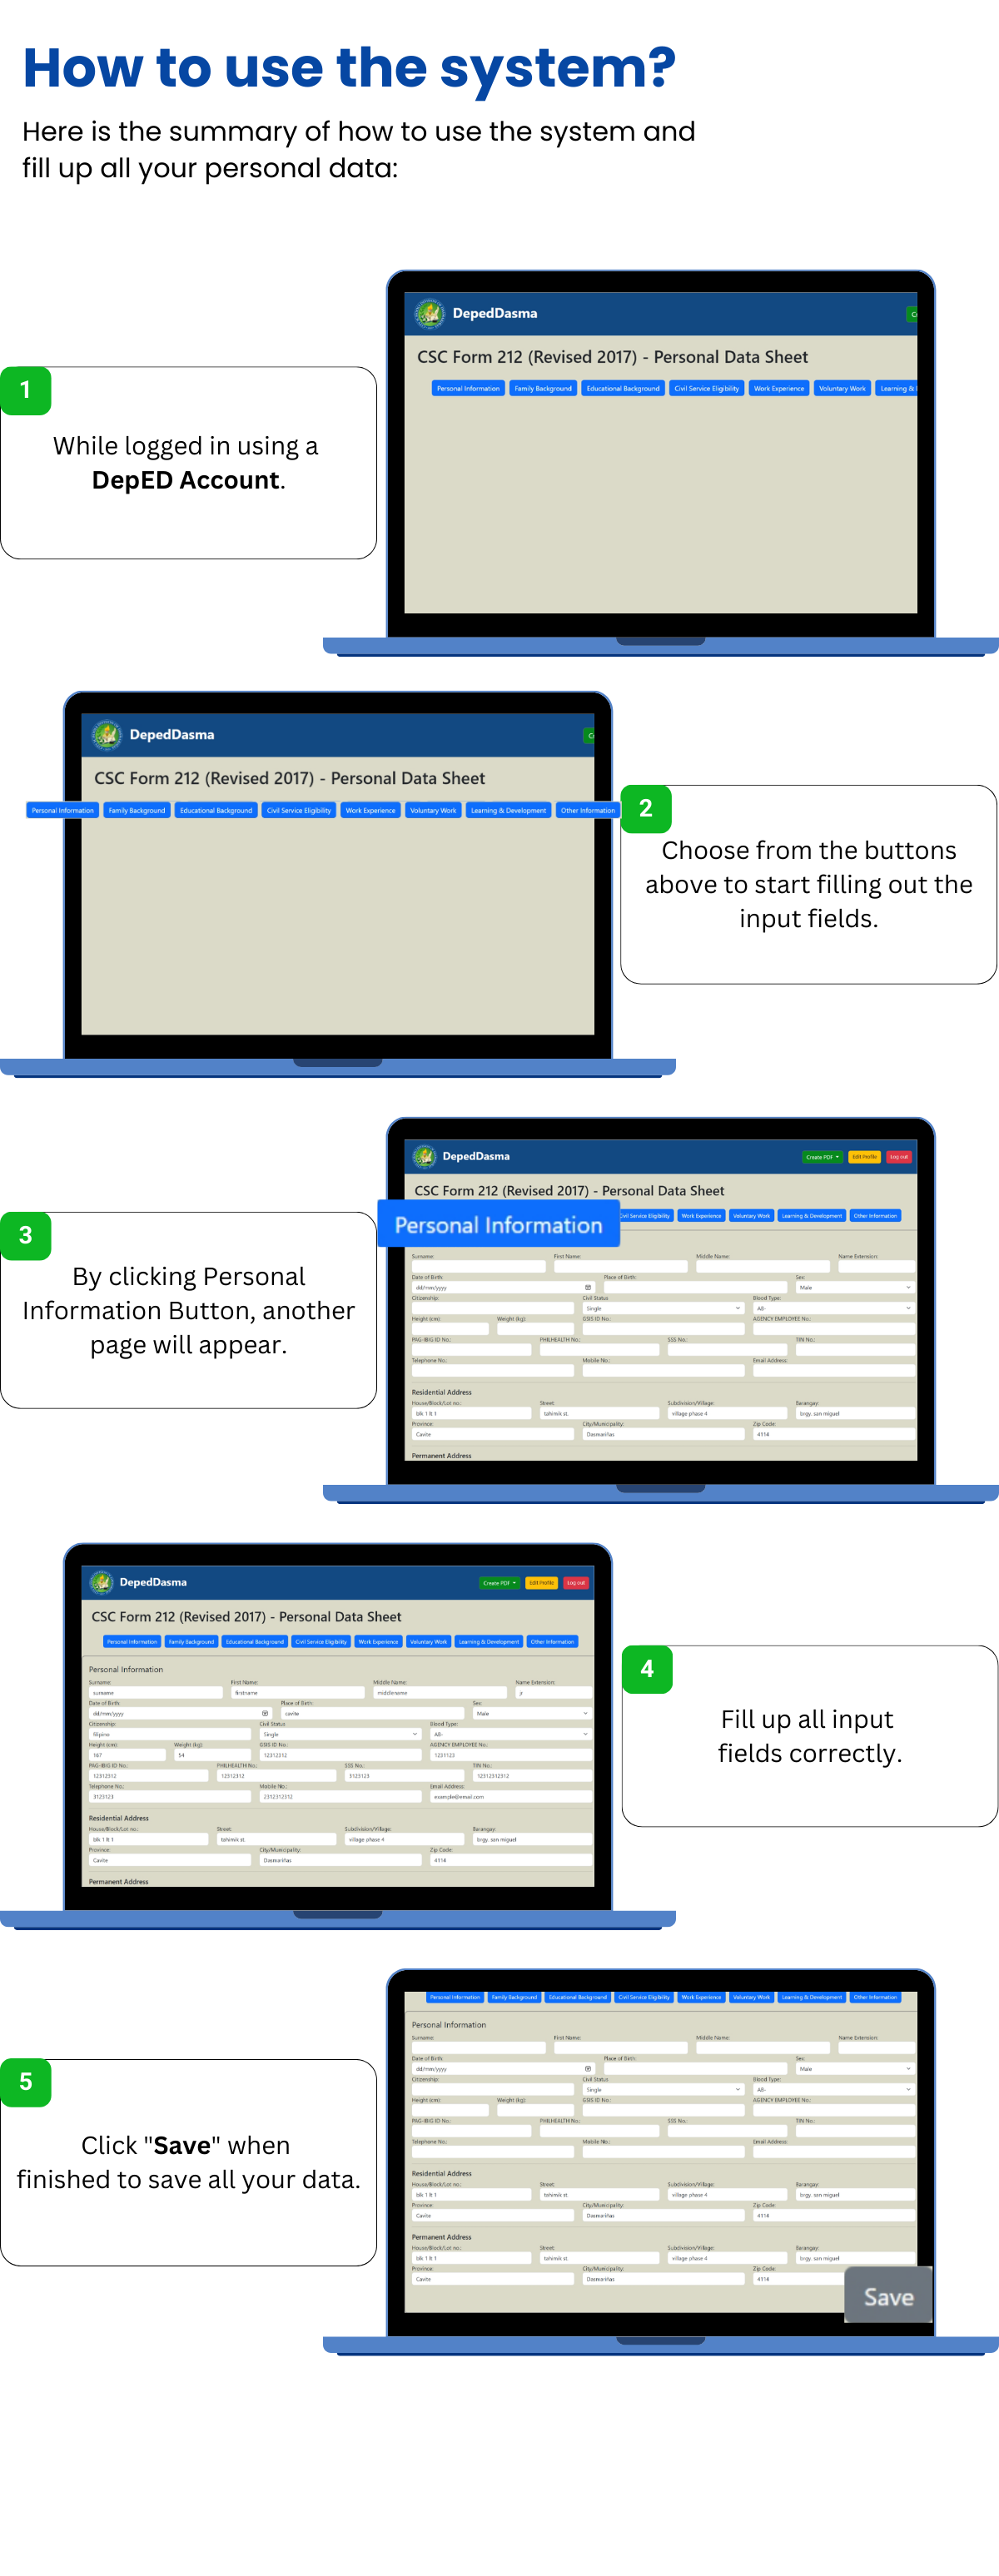 How to use the system?
Here is the summary of how to use the system and
fill up all your personal data:
DepedDasma
CSC Form 212 (Revised 2017) - Personal Data Sheet
Personal Information Family Background Educational Background Civil Service Eligibility Work Experience Voluntary Work Learning &
1
While logged in using a
DepED Account.
DepedDasma
CSC Form 212 (Revised 2017) - Personal Data Sheet
Personal Information Family Background Educational Background Civil Service Eligibility Work Experience Voluntary Work Learning & Development Other Information
2
Choose from the buttons
above to start filling out the
input fields.
DepedDasma Create PDF Edit Profile Log out
CSC Form 212 (Revised 2017) - Personal Data Sheet
Personal Information Civil Service Eligibility Work Experience Voluntary Work Learning & Development Other Information
Surname: First Name: Middle Name: Name Extension:
Date of Birth: Place of Birth: Sex:
dd/mm/yyyy Male
Citizenship: Civil Status Blood Type:
Single AB-
Height (cm): Weight (kg): GSIS ID No.: AGENCY EMPLOYEE No.:
PAG-IBIG ID No.: PHILHEALTH No.: SSS No.: TIN No.:
Telephone No.: Mobile No.: Email Address:
Residential Address
House/Block/Lot no.: Street: Subdivision/Village: Barangay:
blk 1 lt 1 tahimik st. village phase 4 brgy. san miguel
Province: City/Municipality: Zip Code:
Cavite Dasmariñas 4114
Permanent Address
3
By clicking Personal
Information Button, another
page will appear.
DepedDasma Create PDF Edit Profile Log out
CSC Form 212 (Revised 2017) - Personal Data Sheet
Personal Information Family Background Educational Background Civil Service Eligibility Work Experience Voluntary Work Learning & Development Other Information
Personal Information
Surname: First Name: Middle Name: Name Extension:
surname firstname middlename jr
Date of Birth: Place of Birth: Sex:
dd/mm/yyyy cavite Male
Citizenship: Civil Status Blood Type:
filipino Single AB-
Height (cm): Weight (kg): GSIS ID No.: AGENCY EMPLOYEE No.:
167 54 12312312 1231123
PAG-IBIG ID No.: PHILHEALTH No.: SSS No.: TIN No.:
12312312 12312312 3123123 12312312312
Telephone No.: Mobile No.: Email Address:
3123123 2312312312 example@email.com
Residential Address
House/Block/Lot no.: Street: Subdivision/Village: Barangay:
blk 1 lt 1 tahimik st. village phase 4 brgy. san miguel
Province: City/Municipality: Zip Code:
Cavite Dasmariñas 4114
Permanent Address
4
Fill up all input
fields correctly.
Personal Information Family Background Educational Background Civil Service Eligibility Work Experience Voluntary Work Learning & Development Other Information
Personal Information
Surname: First Name: Middle Name: Name Extension:
Date of Birth: Place of Birth: Sex:
dd/mm/yyyy Male
Citizenship: Civil Status Blood Type:
Single AB-
Height (cm): Weight (kg): GSIS ID No.: AGENCY EMPLOYEE No.:
PAG-IBIG ID No.: PHILHEALTH No.: SSS No.: TIN No.:
Telephone No.: Mobile No.: Email Address:
Residential Address
House/Block/Lot no.: Street: Subdivision/Village: Barangay:
blk 1 lt 1 tahimik st. village phase 4 brgy. san miguel
Province: City/Municipality: Zip Code:
Cavite Dasmariñas 4114
Permanent Address
House/Block/Lot no.: Street: Subdivision/Village: Barangay:
blk 1 lt 1 tahimik st. village phase 4 brgy. san miguel
Province: City/Municipality: Zip Code:
Cavite Dasmariñas 4114
Save
5
Click "Save" when
finished to save all your data.